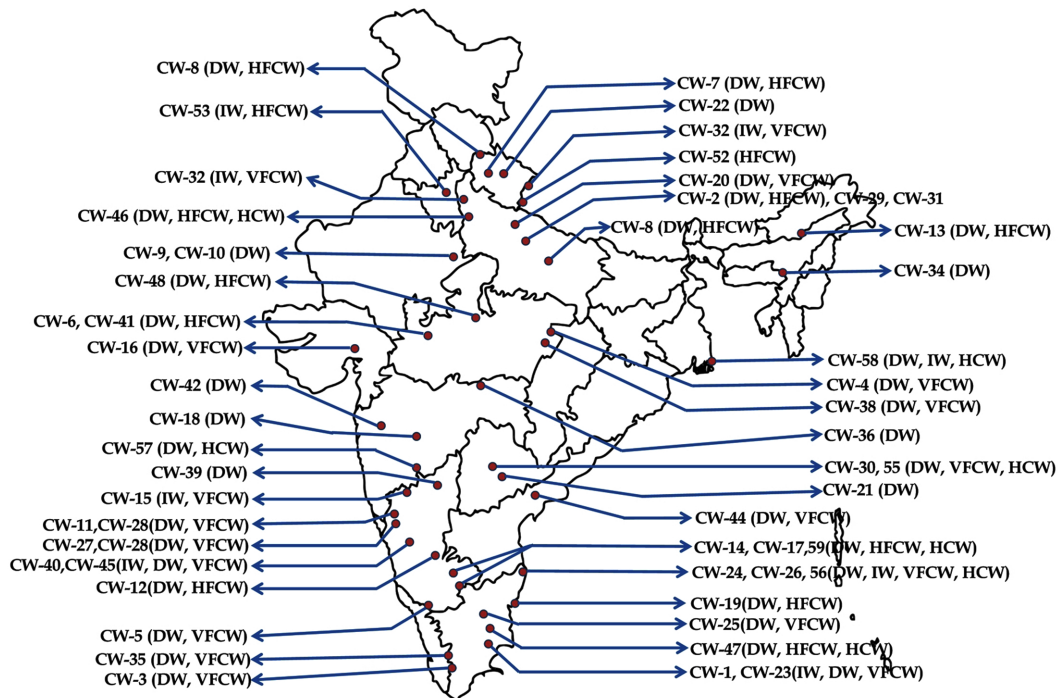 CW-8 (DW, HFCW)
CW-53 (IW, HFCW)
CW-32 (IW, VFCW)
CW-46 (DW, HFCW, HCW)
CW-9, CW-10 (DW)
CW-48 (DW, HFCW)
CW-6, CW-41 (DW, HFCW)
CW-16 (DW, VFCW)
CW-42 (DW)
CW-18 (DW)
CW-57 (DW, HCW)
CW-39 (DW)
CW-15 (IW, VFCW)
CW-11,CW-28(DW, VFCW)
CW-27,CW-28(DW, VFCW)
CW-40,CW-45(IW, DW, VFCW)
CW-12(DW, HFCW)
CW-5 (DW, VFCW)
CW-35 (DW, VFCW)
CW-3 (DW, VFCW)
CW-7 (DW, HFCW)
CW-22 (DW)
CW-32 (IW, VFCW)
CW-52 (HFCW)
CW-20 (DW, VFCW)
CW-2 (DW, HFCW), CW-29, CW-31
CW-8 (DW, HFCW)
CW-13 (DW, HFCW)
CW-34 (DW)
CW-58 (DW, IW, HCW)
CW-4 (DW, VFCW)
CW-38 (DW, VFCW)
CW-36 (DW)
CW-30, 55 (DW, VFCW, HCW)
CW-21 (DW)
CW-44 (DW, VFCW)
CW-14, CW-17,59(DW, HFCW, HCW)
CW-24, CW-26, 56(DW, IW, VFCW, HCW)
CW-19(DW, HFCW)
CW-25(DW, VFCW)
CW-47(DW, HFCW, HCW)
CW-1, CW-23(IW, DW, VFCW)